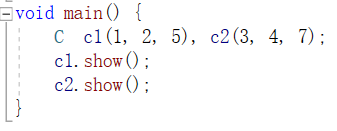 void main() {
C c1(1, 2, 5), c2(3, 4, 7);
c1.show();
c2.show();
}